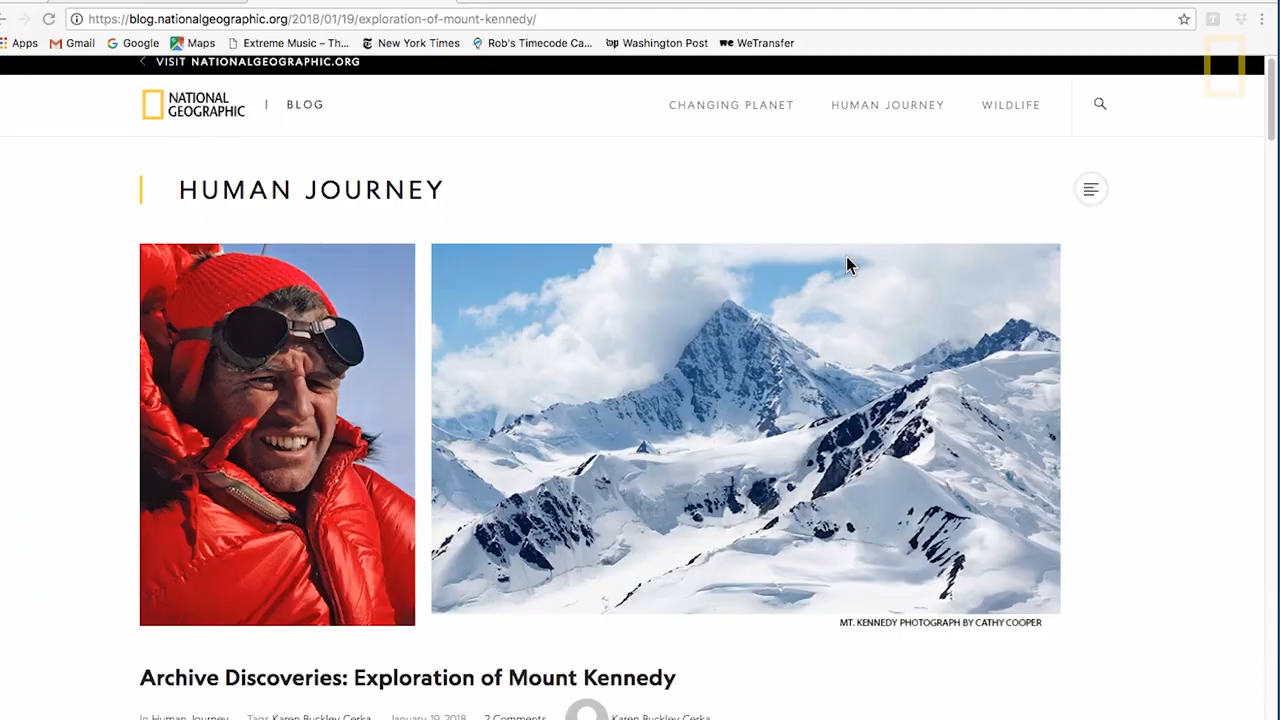 https://blog.nationalgeographic.org/2018/01/19/exploration-of-mount-kennedy/
Apps Gmail Google Maps Extreme Music – Th... New York Times Rob's Timecode Ca... Washington Post WeTransfer
VISIT NATIONALGEOGRAPHIC.ORG
NATIONAL GEOGRAPHIC | BLOG CHANGING PLANET HUMAN JOURNEY WILDLIFE
HUMAN JOURNEY
MT. KENNEDY PHOTOGRAPH BY CATHY COOPER
Archive Discoveries: Exploration of Mount Kennedy
In Human Journey Tags Karen Buckley Cerka January 19, 2018 2 Comments Karen Buckley Cerka